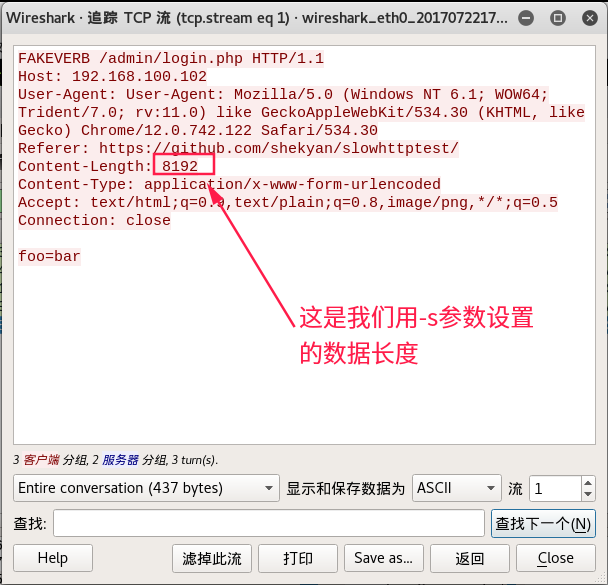 Wireshark · 追踪 TCP 流 (tcp.stream eq 1) · wireshark_eth0_2017072217...
FAKEVERB /admin/login.php HTTP/1.1
Host: 192.168.100.102
User-Agent: User-Agent: Mozilla/5.0 (Windows NT 6.1; WOW64;
Trident/7.0; rv:11.0) like GeckoAppleWebKit/534.30 (KHTML, like
Gecko) Chrome/12.0.742.122 Safari/534.30
Referer: https://github.com/shekyan/slowhttptest/
Content-Length: 8192
Content-Type: application/x-www-form-urlencoded
Accept: text/html;q=0.9,text/plain;q=0.8,image/png,*/*;q=0.5
Connection: close
foo=bar
这是我们用-s参数设置
的数据长度
3 客户端 分组, 2 服务器 分组, 3 turn(s).
Entire conversation (437 bytes) 显示和保存数据为 ASCII 流 1
查找: 查找下一个(N)
Help 滤掉此流 打印 Save as... 返回 Close